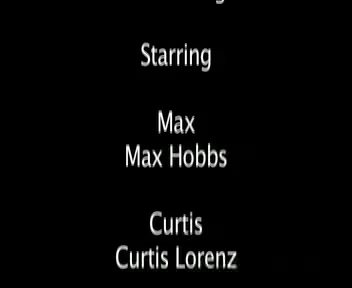 Starring
Max
Max Hobbs
Curtis
Curtis Lorenz